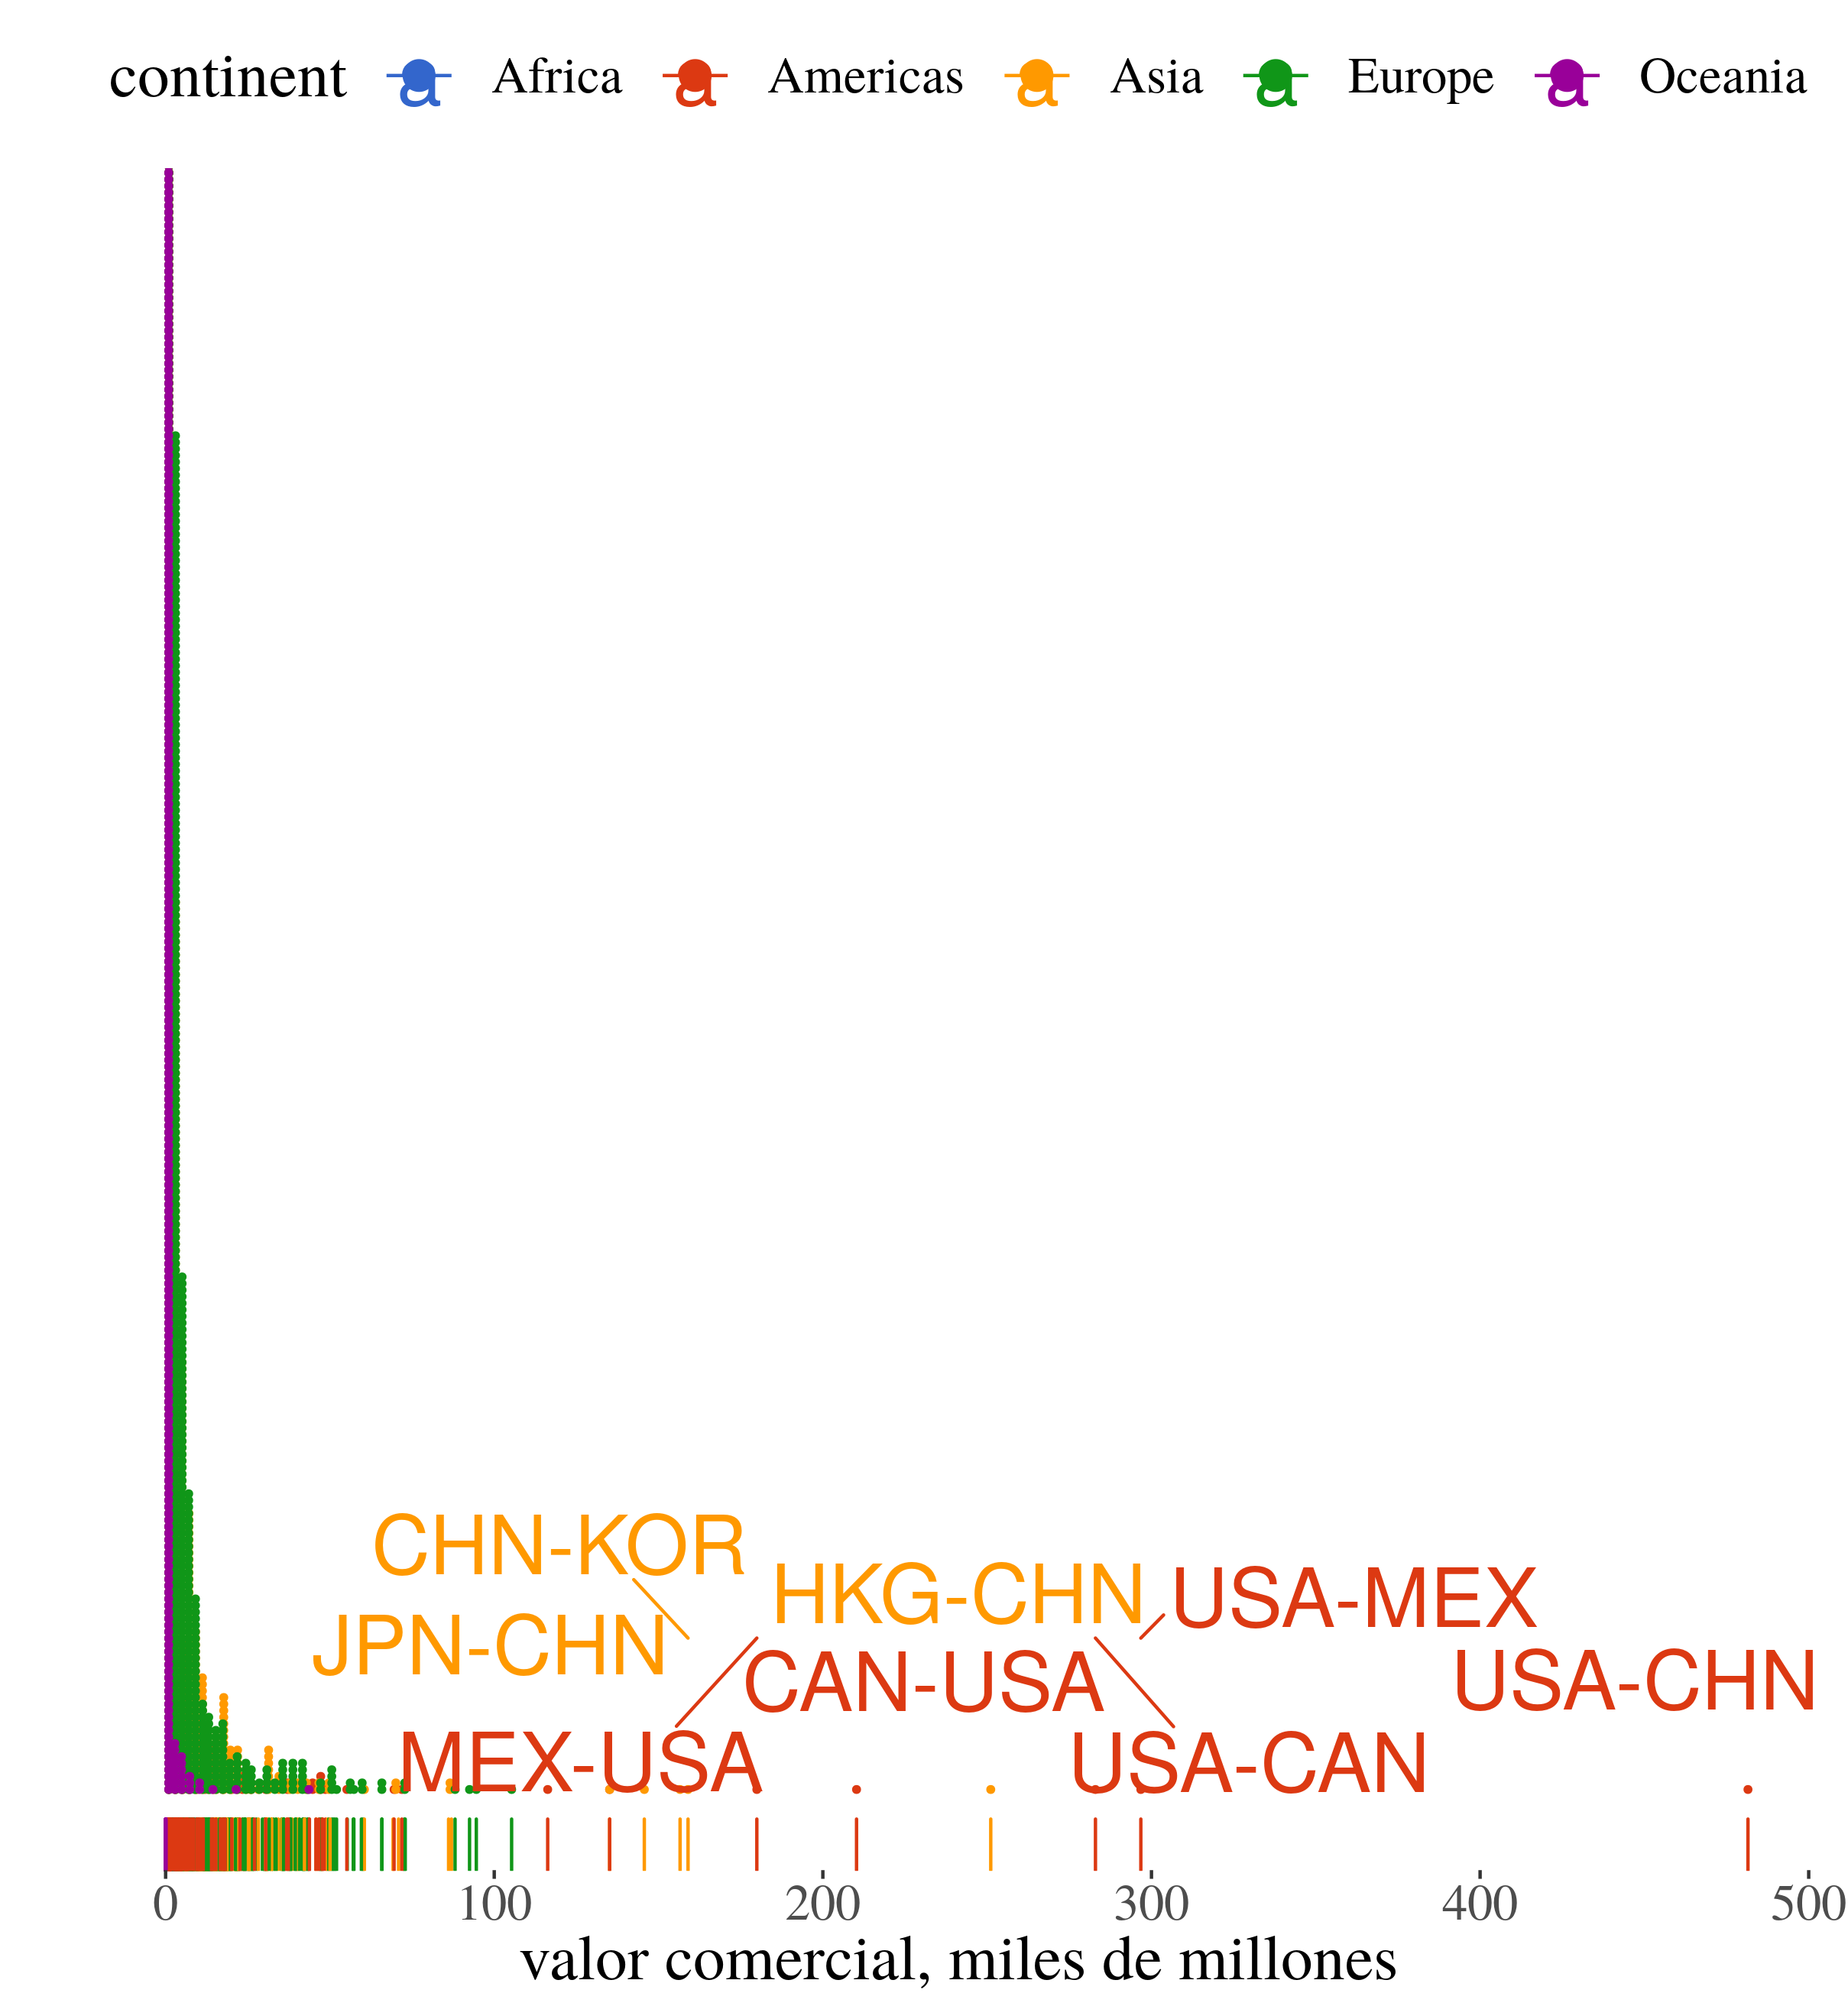 continent a Africa a Americas a Asia a Europe a Oceania
CHN-KOR
HKG-CHN USA-MEX
JPN-CHN
CAN-USA USA-CHN
MEX-USA USA-CAN
0 100 200 300 400 500
valor comercial, miles de millones